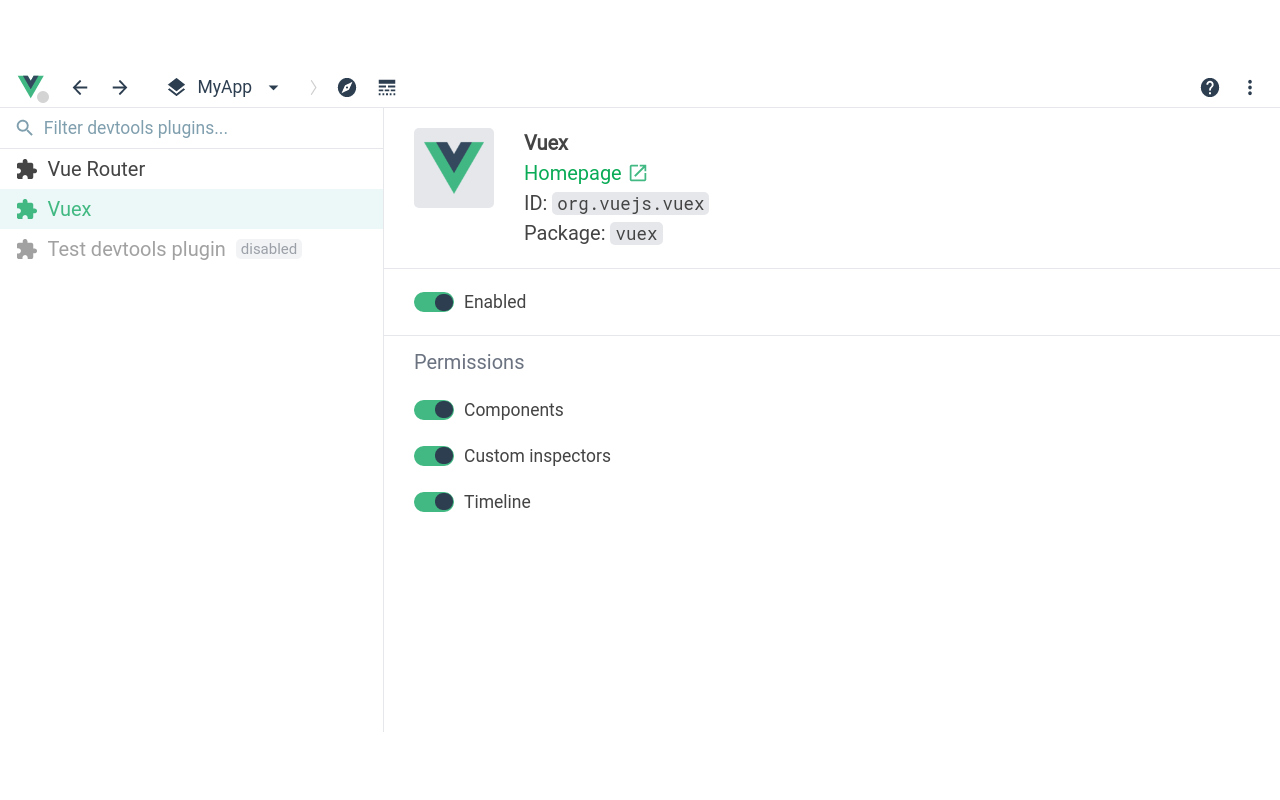 MyApp
Filter devtools plugins...
Vue Router
Vuex
Test devtools plugin disabled
Vuex
Homepage
ID: org.vuejs.vuex
Package: vuex
Enabled
Permissions
Components
Custom inspectors
Timeline